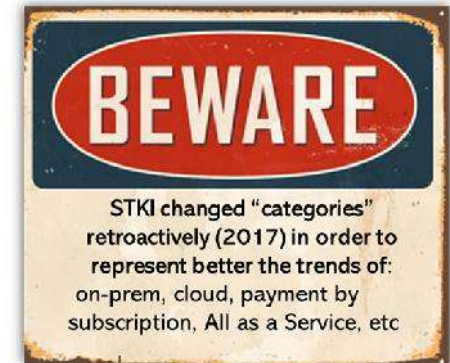 BEWARE
STKI changed “categories”
retroactively (2017) in order to
represent better the trends of:
on-prem, cloud, payment by
subscription, All as a Service, etc